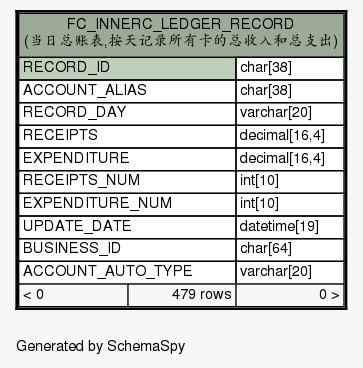 FC_INNERC_LEDGER_RECORD
(当日总账表,按天记录所有卡的总收入和总支出)
RECORD_ID char[38]
ACCOUNT_ALIAS char[38]
RECORD_DAY varchar[20]
RECEIPTS decimal[16,4]
EXPENDITURE decimal[16,4]
RECEIPTS_NUM int[10]
EXPENDITURE_NUM int[10]
UPDATE_DATE datetime[19]
BUSINESS_ID char[64]
ACCOUNT_AUTO_TYPE varchar[20]
< 0 479 rows 0 >
Generated by SchemaSpy